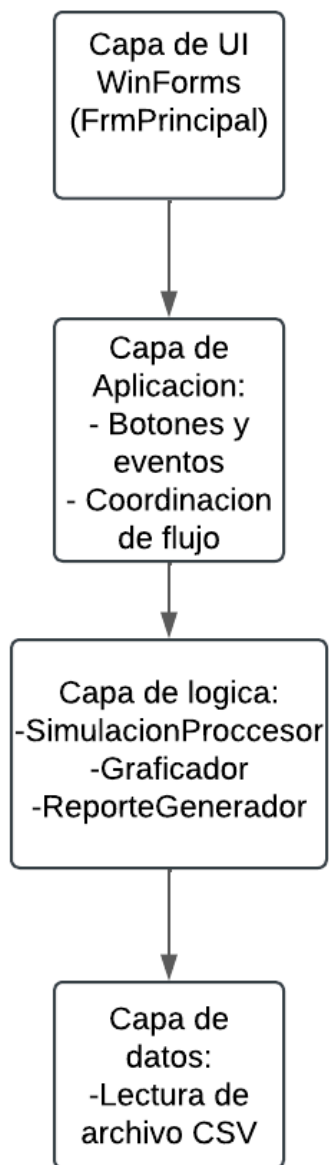 Capa de UI
WinForms
(FrmPrincipal)
Capa de
Aplicacion:
- Botones y
eventos
- Coordinacion
de flujo
Capa de logica:
-SimulacionProccesor
-Graficador
-ReporteGenerador
Capa de
datos:
-Lectura de
archivo CSV